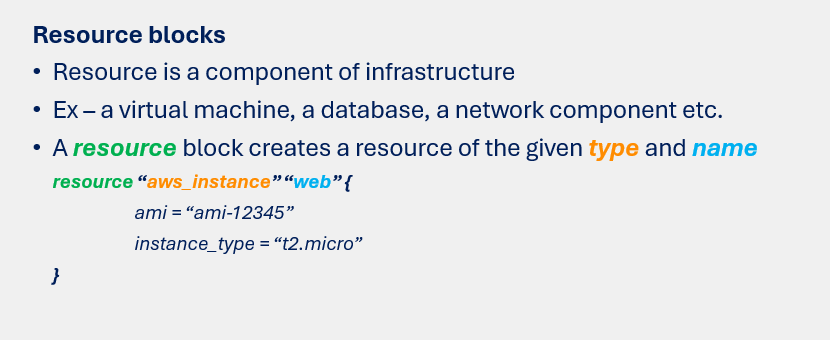 Resource blocks
• Resource is a component of infrastructure
• Ex – a virtual machine, a database, a network component etc.
• A resource block creates a resource of the given type and name
resource “aws_instance” “web” {
ami = “ami-12345”
instance_type = “t2.micro”
}